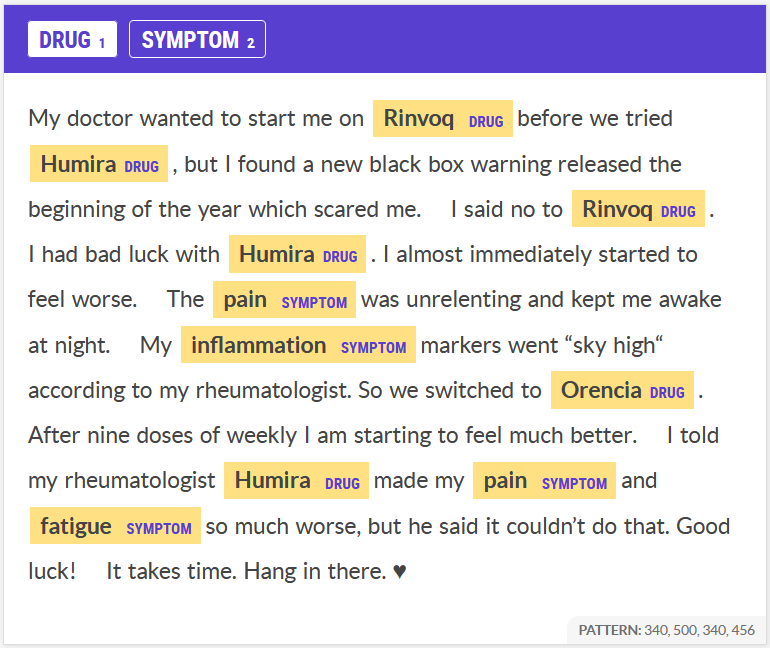 DRUG 1 SYMPTOM 2
My doctor wanted to start me on Rinvoq DRUG before we tried
Humira DRUG , but I found a new black box warning released the
beginning of the year which scared me. I said no to Rinvoq DRUG .
I had bad luck with Humira DRUG . I almost immediately started to
feel worse. The pain SYMPTOM was unrelenting and kept me awake
at night. My inflammation SYMPTOM markers went “sky high“
according to my rheumatologist. So we switched to Orencia DRUG .
After nine doses of weekly I am starting to feel much better. I told
my rheumatologist Humira DRUG made my pain SYMPTOM and
fatigue SYMPTOM so much worse, but he said it couldn’t do that. Good
luck! It takes time. Hang in there. ♥
PATTERN: 340, 500, 340, 456